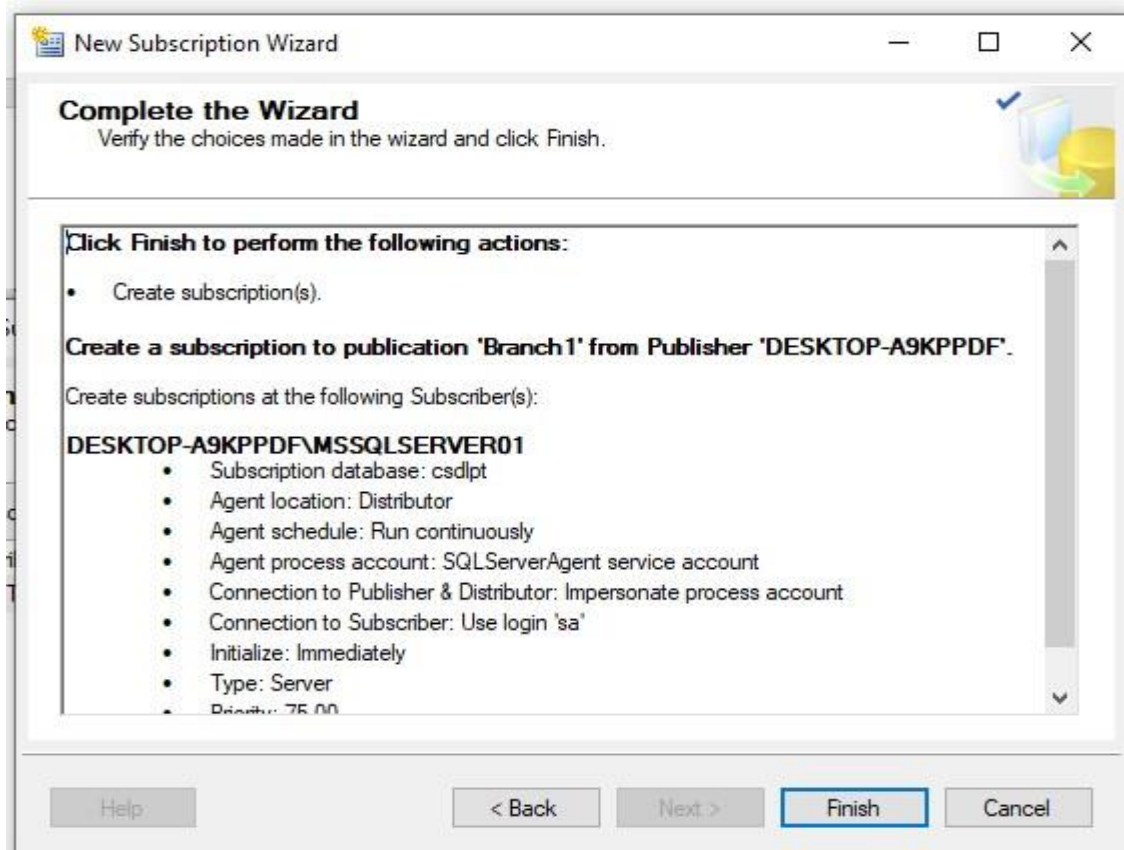 New Subscription Wizard
Complete the Wizard
Verify the choices made in the wizard and click Finish.
Click Finish to perform the following actions:
• Create subscription(s).
Create a subscription to publication 'Branch1' from Publisher 'DESKTOP-A9KPPDF'.
Create subscriptions at the following Subscriber(s):
DESKTOP-A9KPPDF\MSSQLSERVER01
• Subscription database: csdlpt
• Agent location: Distributor
• Agent schedule: Run continuously
• Agent process account: SQLServerAgent service account
• Connection to Publisher & Distributor: Impersonate process account
• Connection to Subscriber: Use login 'sa'
• Initialize: Immediately
• Type: Server
• Priority: 75.00
Help
< Back
Next >
Finish
Cancel